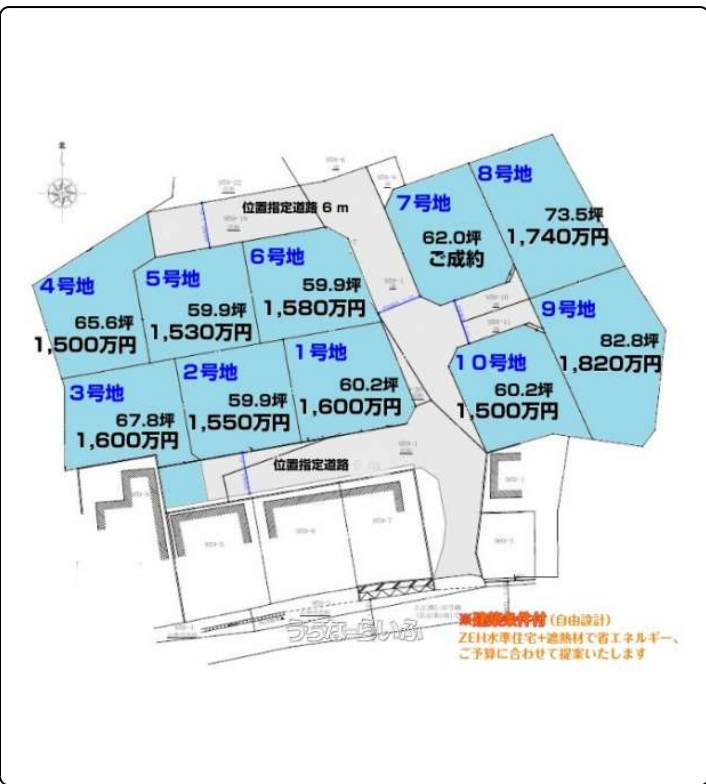 北
位置指定道路 6 m
8号地
73.5坪
1,740万円
7号地
62.0坪
ご成約
6号地
59.9坪
1,580万円
5号地
59.9坪
1,530万円
4号地
65.6坪
1,500万円
9号地
82.8坪
1,820万円
1号地
60.2坪
1,600万円
2号地
59.9坪
1,550万円
3号地
67.8坪
1,600万円
10号地
60.2坪
1,500万円
位置指定道路
うちなーらいふ
※建築条件付(自由設計)
ZEH水準住宅+遮熱材で省エネルギー、
ご予算に合わせて提案いたします